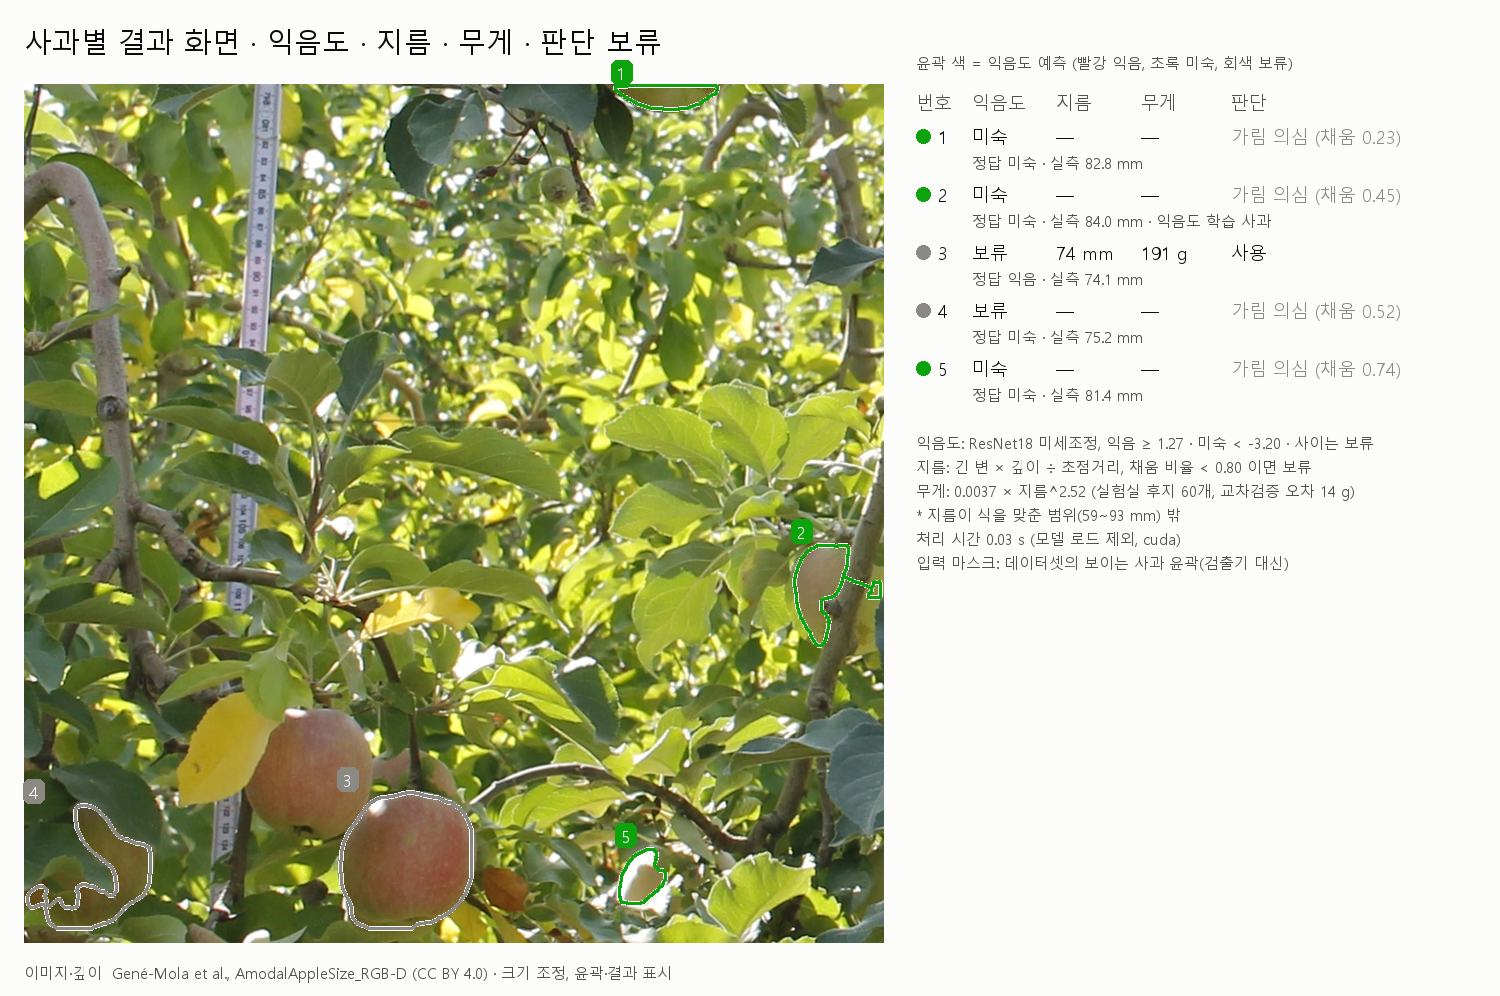 사과별 결과 화면 · 익음도 · 지름 · 무게 · 판단 보류
윤곽 색 = 익음도 예측 (빨강 익음, 초록 미숙, 회색 보류)
번호 익음도 지름 무게 판단
1 미숙 — — 가림 의심 (채움 0.23)
정답 미숙 · 실측 82.8 mm
2 미숙 — — 가림 의심 (채움 0.45)
정답 미숙 · 실측 84.0 mm · 익음도 학습 사과
3 보류 74 mm 191 g 사용
정답 익음 · 실측 74.1 mm
4 보류 — — 가림 의심 (채움 0.52)
정답 미숙 · 실측 75.2 mm
5 미숙 — — 가림 의심 (채움 0.74)
정답 미숙 · 실측 81.4 mm
익음도: ResNet18 미세조정, 익음 ≥ 1.27 · 미숙 < -3.20 · 사이는 보류
지름: 긴 변 × 깊이 ÷ 초점거리, 채움 비율 < 0.80 이면 보류
무게: 0.0037 × 지름^2.52 (실험실 후지 60개, 교차검증 오차 14 g)
* 지름이 식을 맞춘 범위(59~93 mm) 밖
처리 시간 0.03 s (모델 로드 제외, cuda)
입력 마스크: 데이터셋의 보이는 사과 윤곽(검출기 대신)
1
2
3
4
5
이미지·깊이 Gené-Mola et al., AmodalAppleSize_RGB-D (CC BY 4.0) · 크기 조정, 윤곽·결과 표시